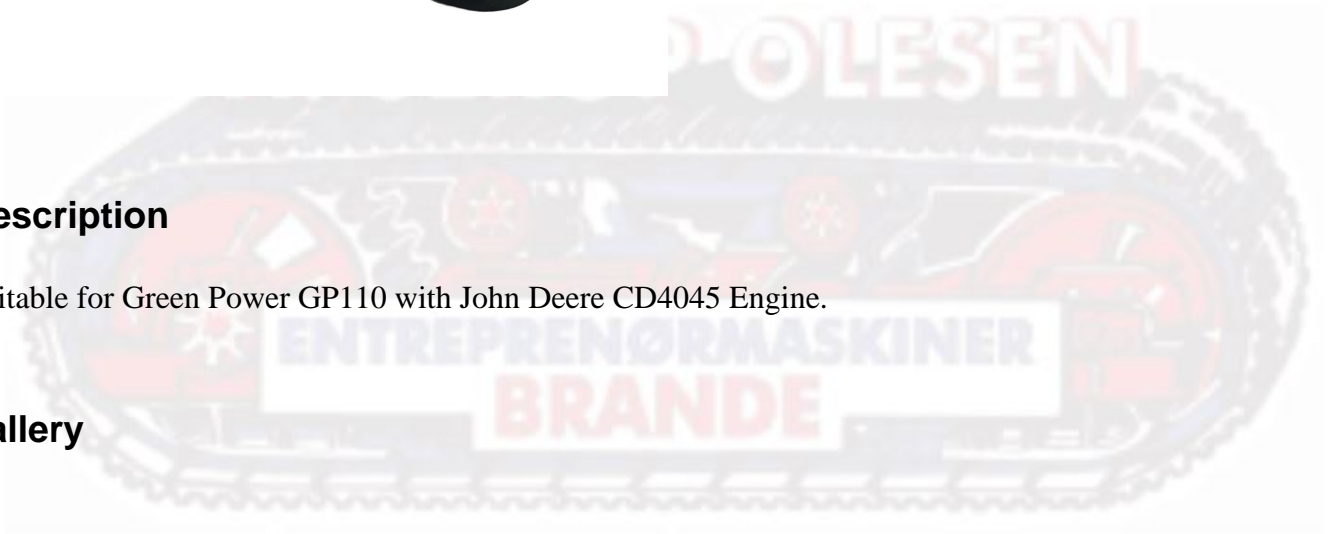 P OLESEN
escription
itable for Green Power GP110 with John Deere CD4045 Engine.
ENTREPRENØRMASKINER
BRANDE
allery